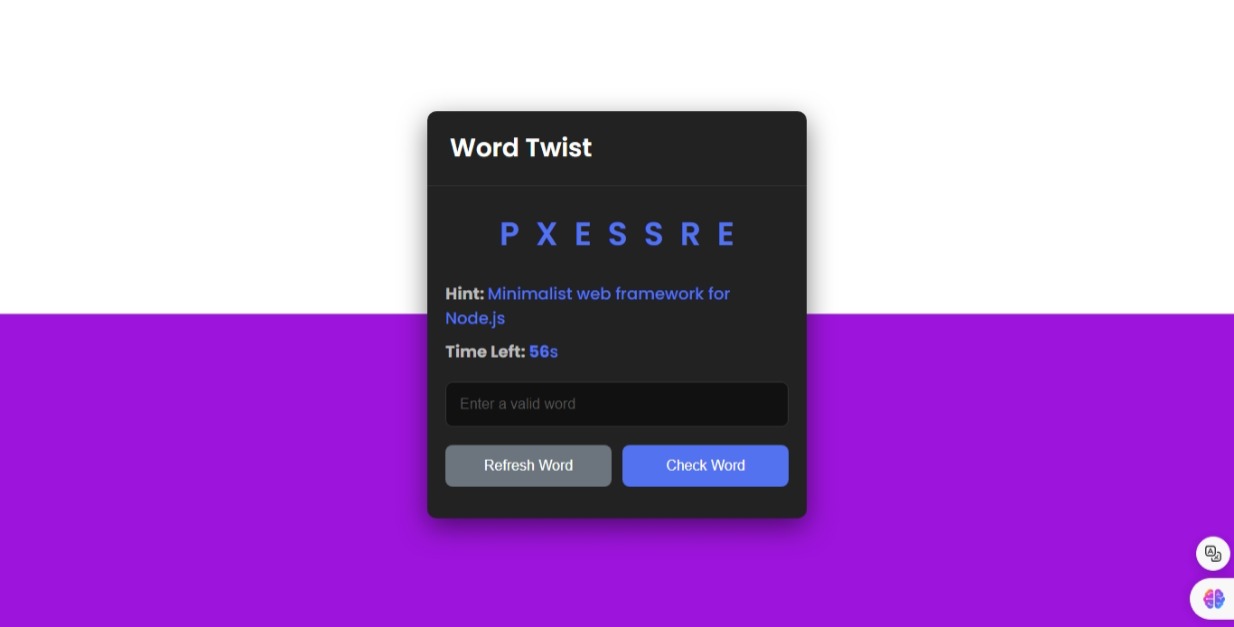 Word Twist
P X E S S R E
Hint: Minimalist web framework for
Node.js
Time Left: 56s
Enter a valid word
Refresh Word Check Word